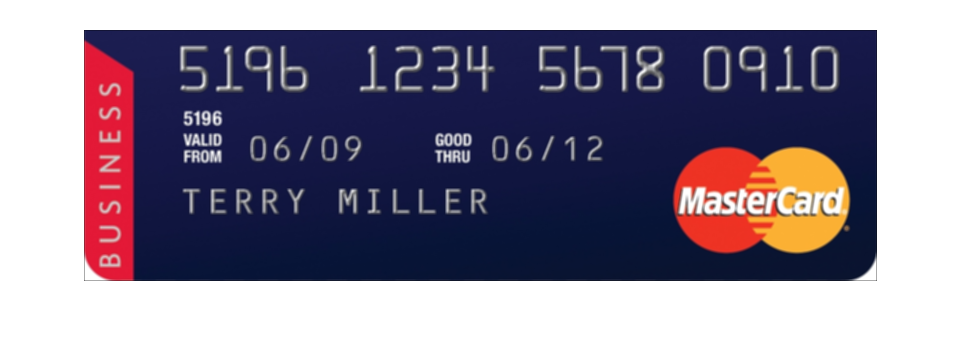 5196 1234 5678 0910
5196
VALID FROM 06/09 GOOD THRU 06/12
TERRY MILLER
MasterCard
BUSINESS